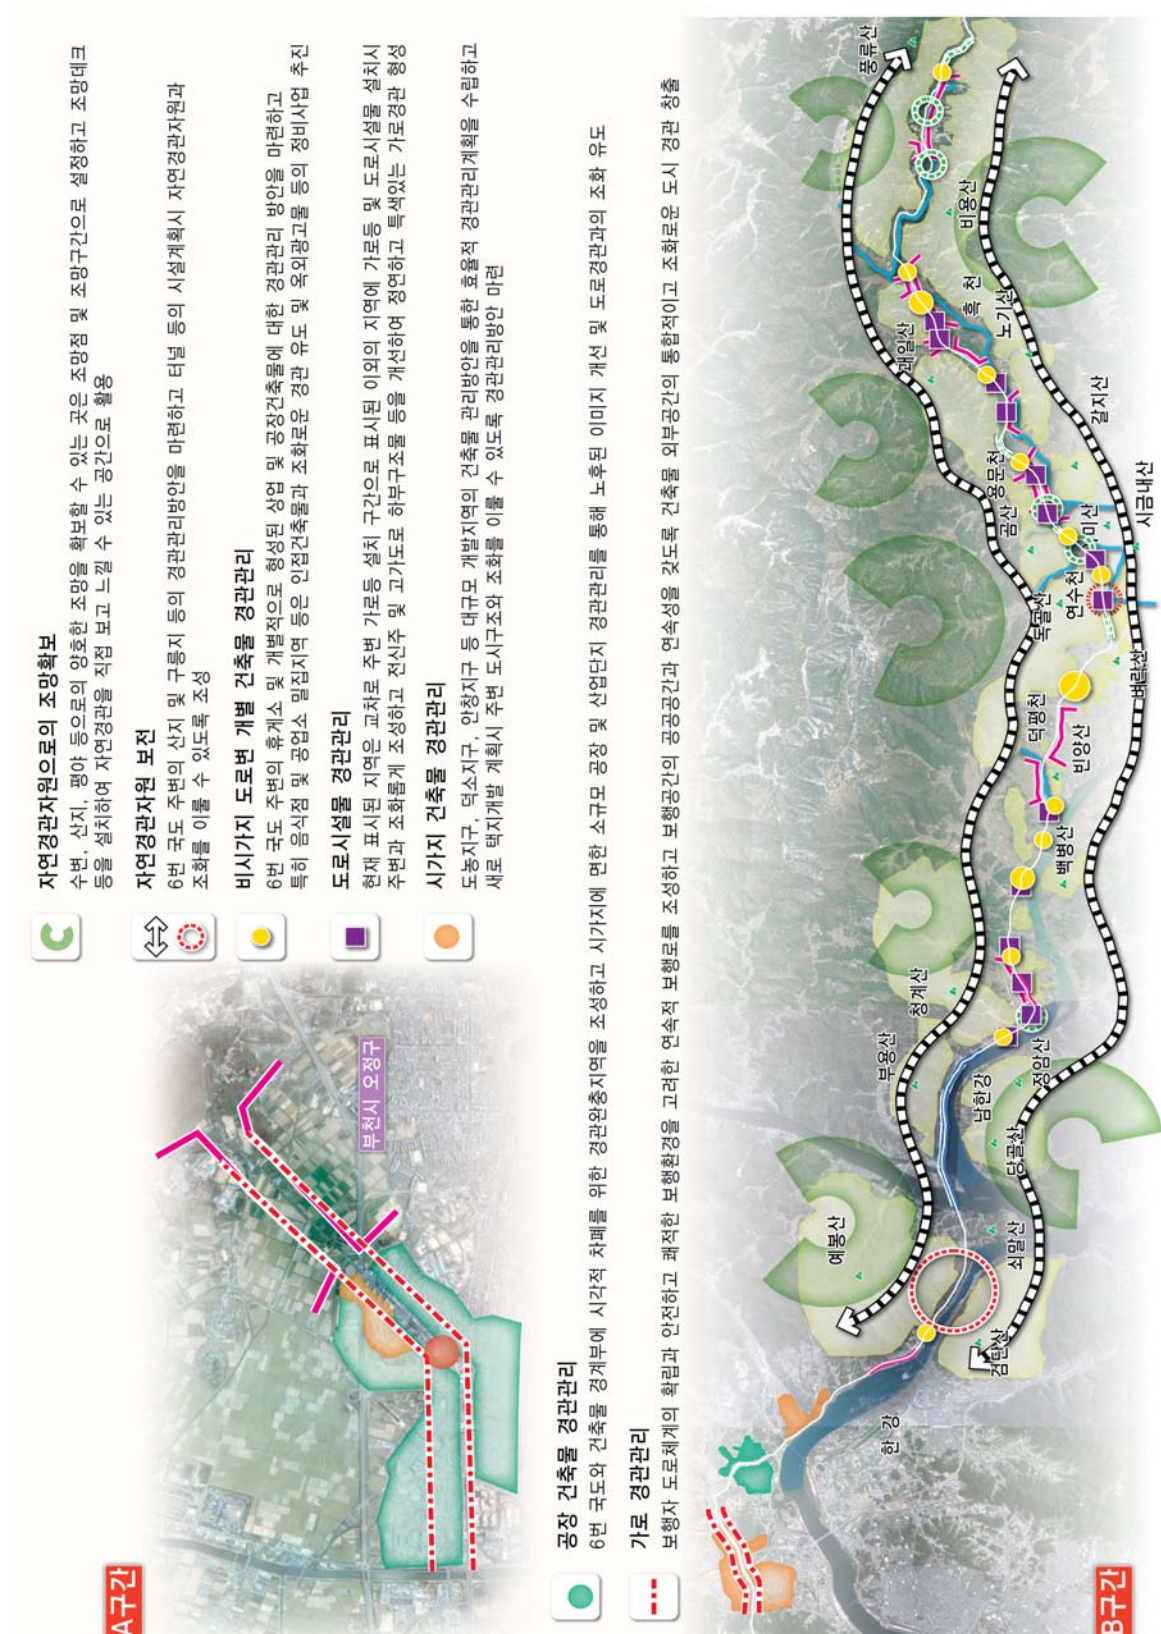 A구간
부천시 오정구
자연경관자원으로의 조망확보
수변, 산지, 평야 등으로의 양호한 조망을 확보할 수 있는 곳은 조망점 및 조망구간으로 설정하고 조망데크
등을 설치하여 자연경관을 직접 보고 느낄 수 있는 공간으로 활용
자연경관자원 보전
6번 국도 주변의 산지 및 구릉지 등의 경관관리방안을 마련하고 터널 등의 시설계획시 자연경관자원과
조화를 이룰 수 있도록 조성
비시가지 도로변 개별 건축물 경관관리
6번 국도 주변의 휴게소 및 개별적으로 형성된 상업 및 공장건축물에 대한 경관관리 방안을 마련하고
특히 음식점 및 공업소 밀집지역 등은 인접건축물과 조화로운 경관 유도 및 옥외광고물 등의 정비사업 추진
도로시설물 경관관리
현재 표시된 지역은 교차로 주변 가로등 설치 구간으로 표시된 이외의 지역에 가로등 및 도로시설물 설치시
주변과 조화롭게 조성하고 전신주 및 고가도로 하부구조물 등을 개선하여 정연하고 특색있는 가로경관 형성
시가지 건축물 경관관리
도농지구, 덕소지구, 안창지구 등 대규모 개발지역의 건축물 관리방안을 통한 효율적 경관관리계획을 수립하고
새로 택지개발 계획시 주변 도시구조와 조화를 이룰 수 있도록 경관관리방안 마련
공장 건축물 경관관리
6번 국도와 건축물 경계부에 시각적 차폐를 위한 경관완충지역을 조성하고 시가지에 면한 소규모 공장 및 산업단지 경관관리를 통해 노후된 이미지 개선 및 도로경관과의 조화 유도
가로 경관관리
보행자 도로체계의 확립과 안전하고 쾌적한 보행환경을 고려한 연속적 보행로를 조성하고 보행공간의 공공공간과 연속성을 갖도록 건축물 외부공간의 통합적이고 조화로운 도시 경관 창출
B구간
한 강
예봉산
검단산
쇠말산
부용산
청계산
남한강
당골산
정암산
백병산
덕평천
빈양산
벼락산
독골산
연수천
미산
곰산
용문천
시금내산
갈지산
괘일산
흑 천
노기산
비용산
풍류산